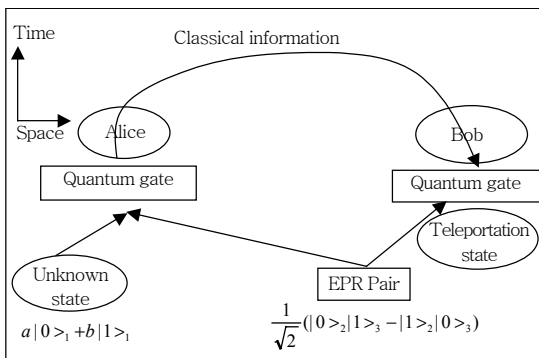 Time
Classical information
Space
Alice
Bob
Quantum gate
Quantum gate
Teleportation
state
Unknown
state
EPR Pair
a | 0 >₁ + b | 1 >₁
1/√2 (| 0 >₂ | 1 >₃ − | 1 >₂ | 0 >₃)